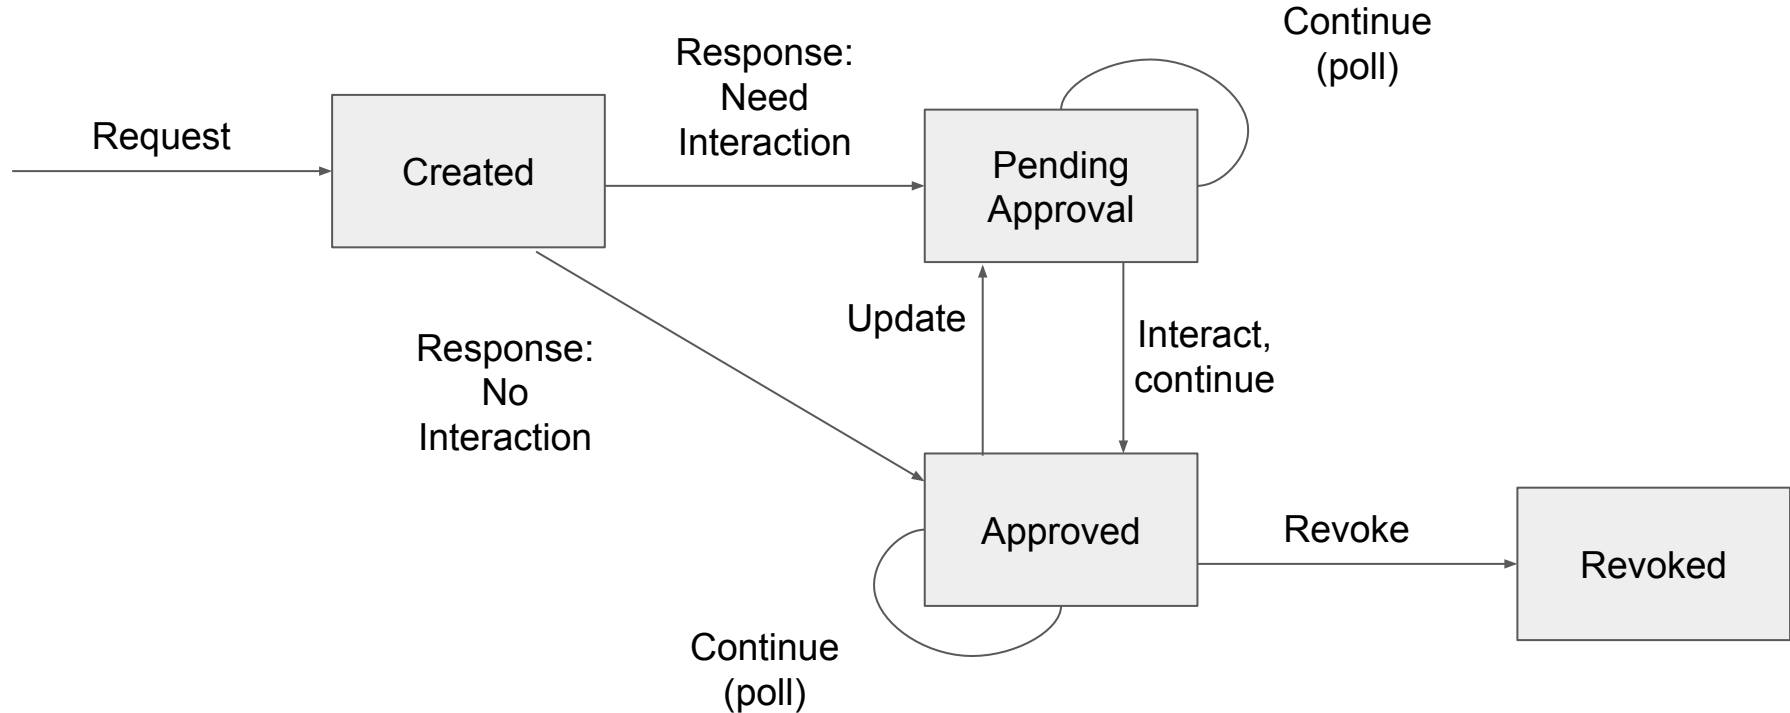 Continue
(poll)
Response:
Need
Interaction
Request
Created
Pending
Approval
Update
Interact,
continue
Response:
No
Interaction
Approved
Revoke
Revoked
Continue
(poll)